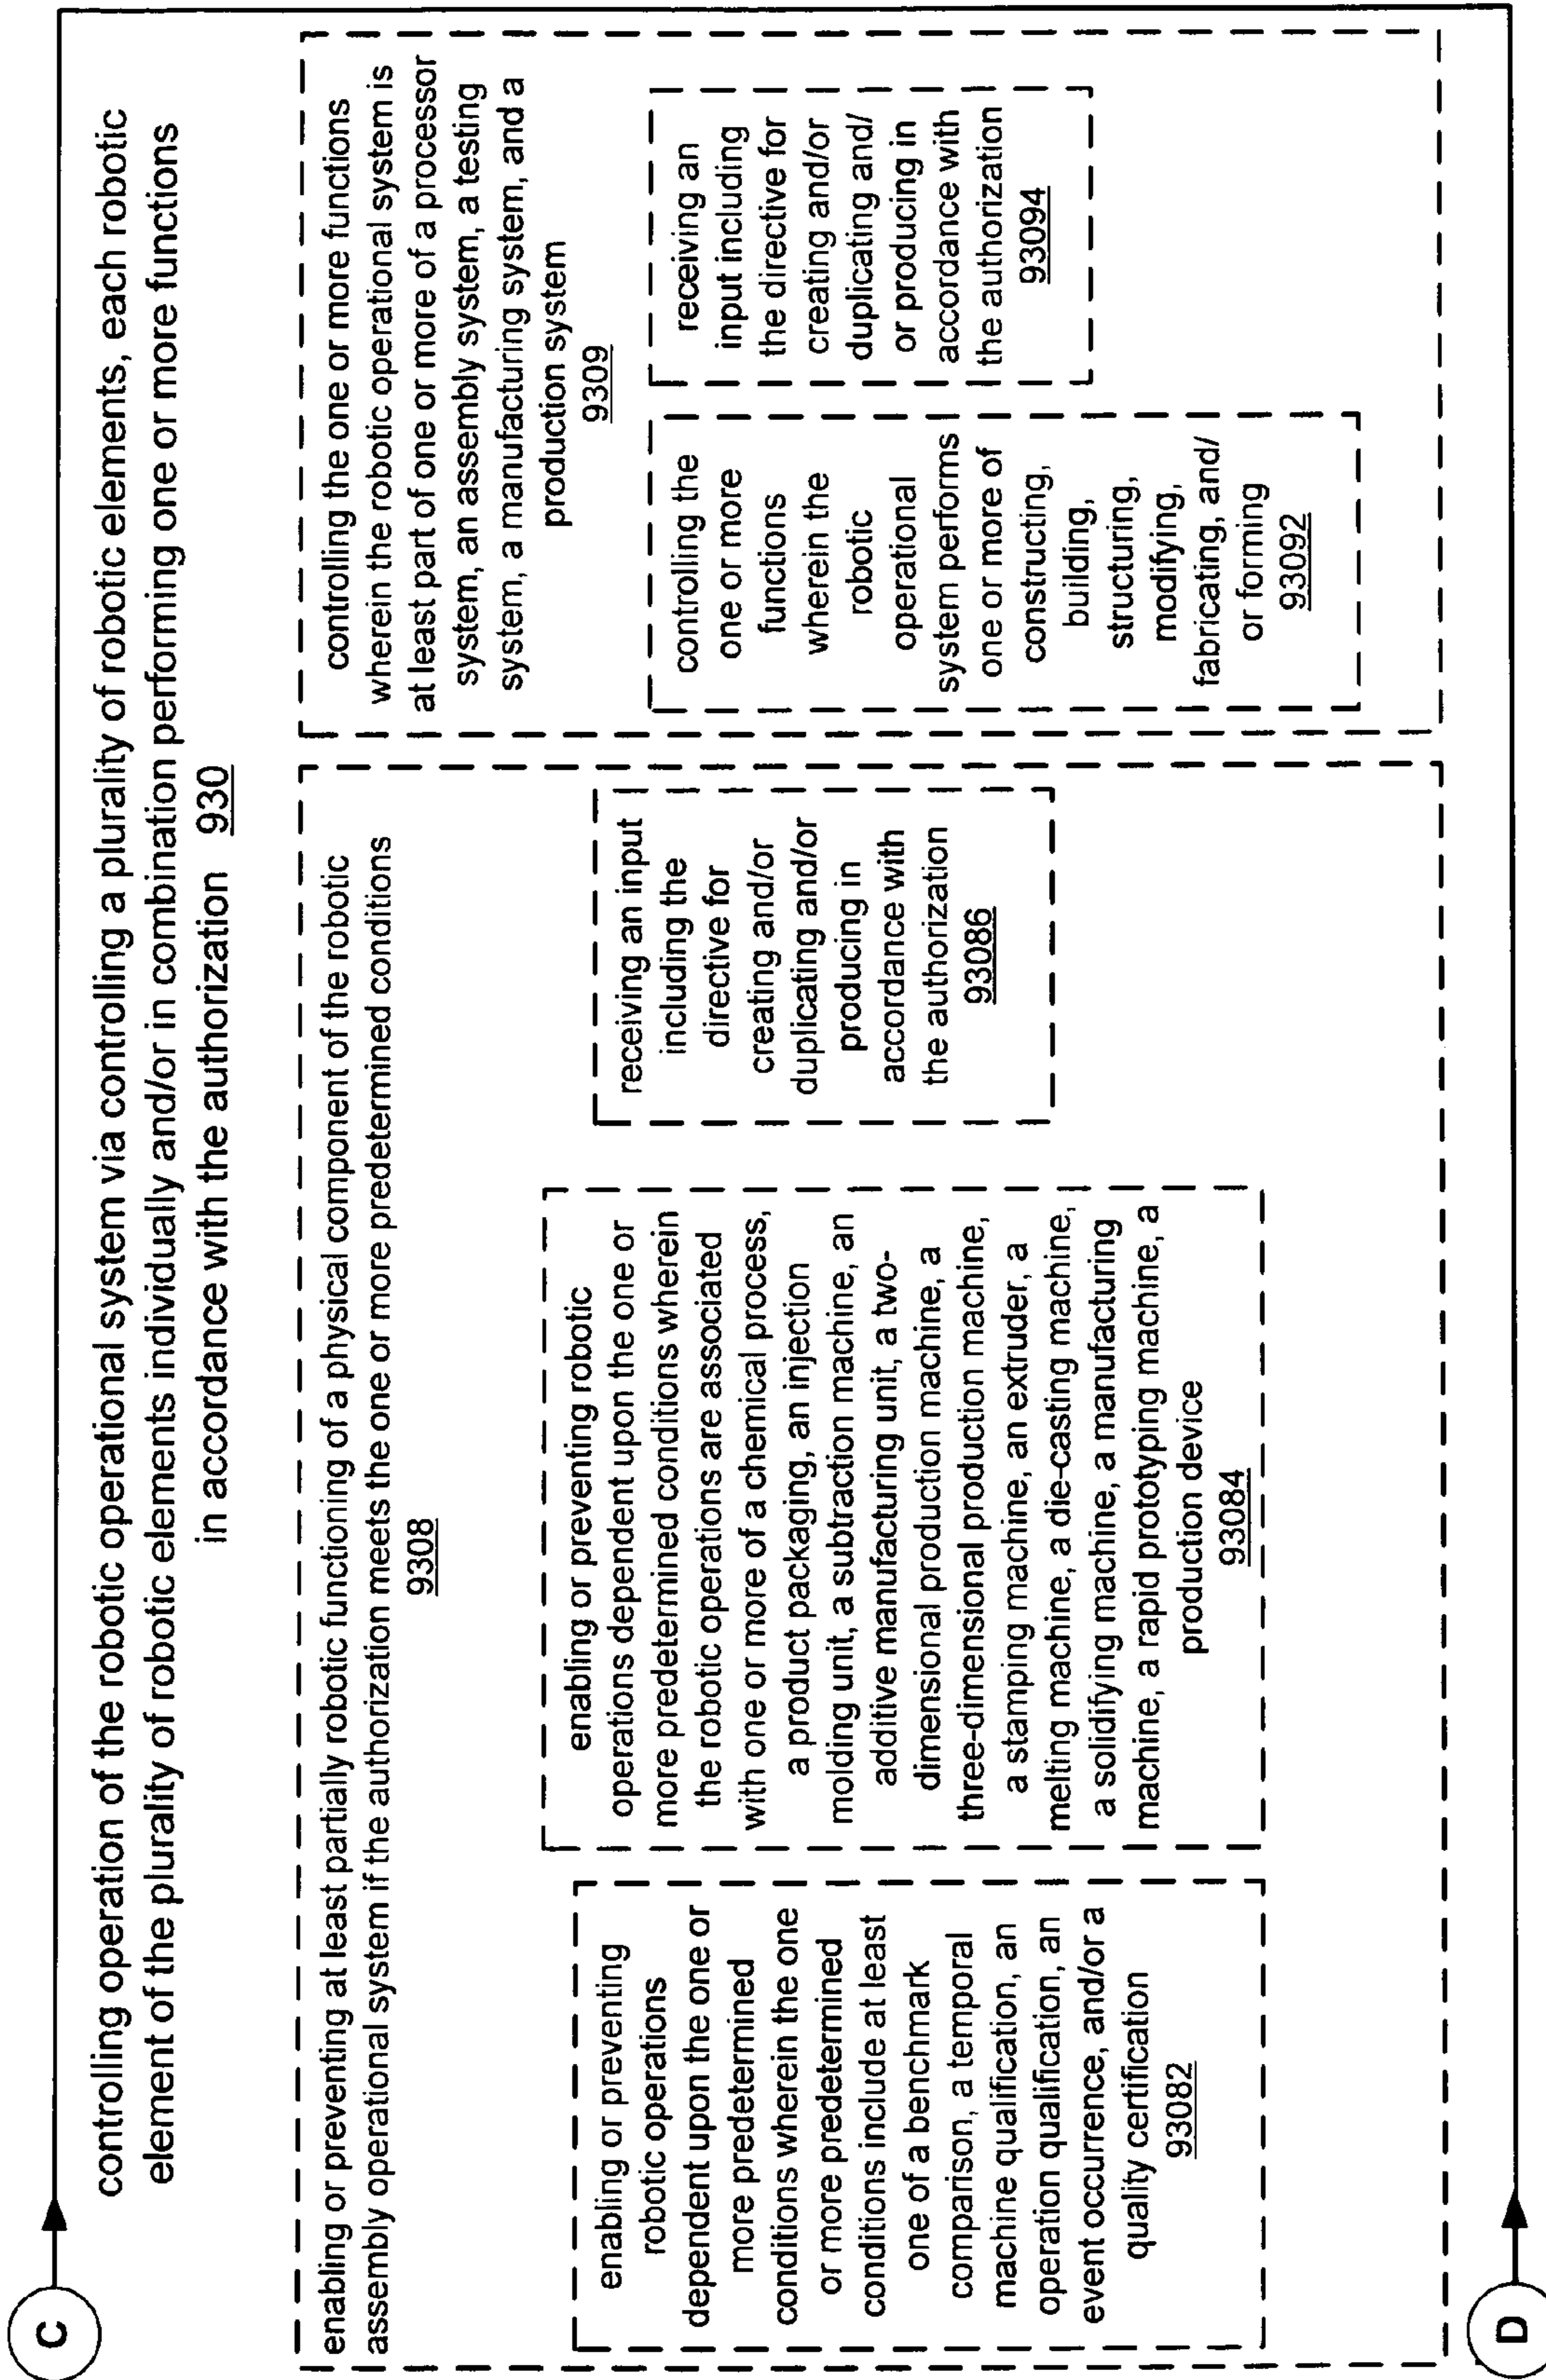 C
controlling operation of the robotic operational system via controlling a plurality of robotic elements, each robotic
element of the plurality of robotic elements individually and/or in combination performing one or more functions
in accordance with the authorization 930
enabling or preventing at least partially robotic functioning of a physical component of the robotic
assembly operational system if the authorization meets the one or more predetermined conditions
9308
enabling or preventing
robotic operations
dependent upon the one or
more predetermined
conditions wherein the one
or more predetermined
conditions include at least
one of a benchmark
comparison, a temporal
machine qualification, an
operation qualification, an
event occurrence, and/or a
quality certification
93082
enabling or preventing robotic
operations dependent upon the one or
more predetermined conditions wherein
the robotic operations are associated
with one or more of a chemical process,
a product packaging, an injection
molding unit, a subtraction machine, an
additive manufacturing unit, a two-
dimensional production machine, a
three-dimensional production machine,
a stamping machine, an extruder, a
melting machine, a die-casting machine,
a solidifying machine, a manufacturing
machine, a rapid prototyping machine, a
production device
93084
receiving an input
including the
directive for
creating and/or
duplicating and/or
producing in
accordance with
the authorization
93086
controlling the one or more functions
wherein the robotic operational system is
at least part of one or more of a processor
system, an assembly system, a testing
system, a manufacturing system, and a
production system
9309
controlling the
one or more
functions
wherein the
robotic
operational
system performs
one or more of
constructing,
building,
structuring,
modifying,
fabricating, and/
or forming
93092
receiving an
input including
the directive for
creating and/or
duplicating and/
or producing in
accordance with
the authorization
93094
D